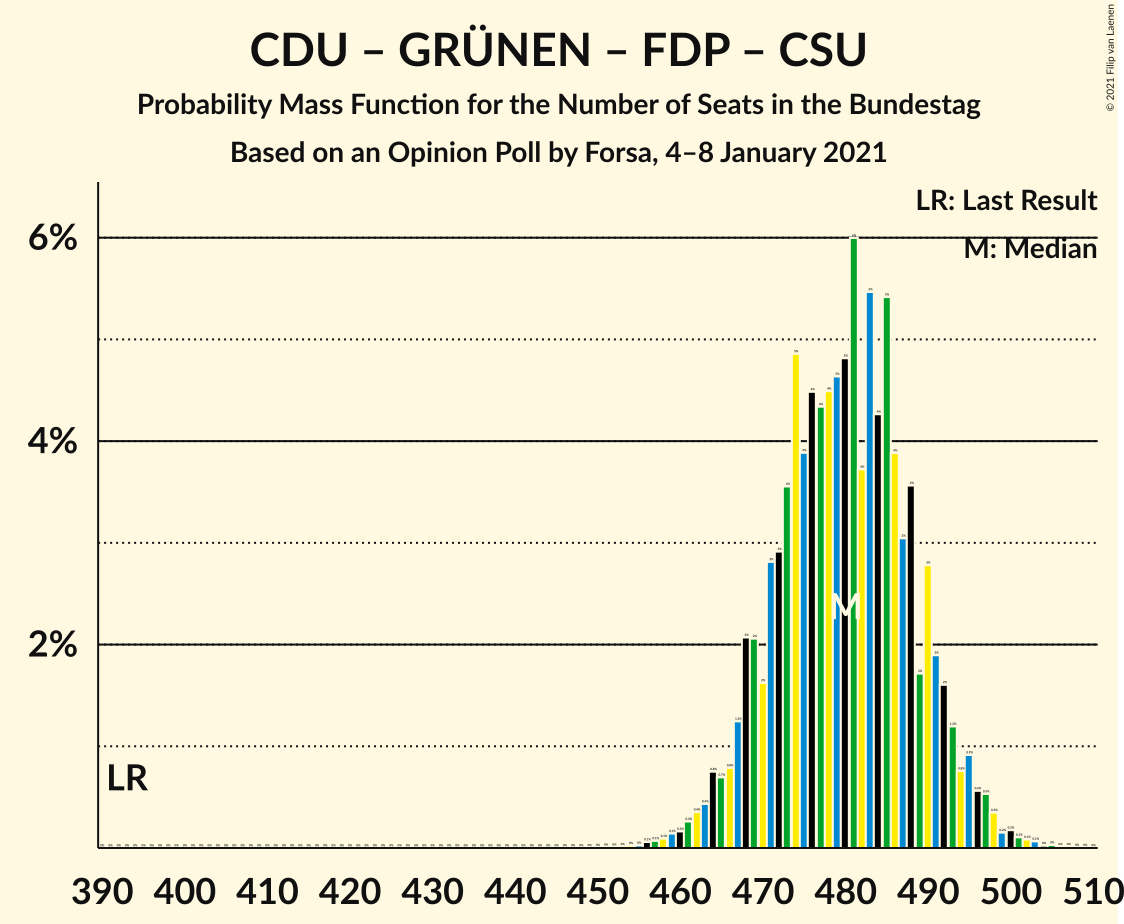 CDU – GRÜNEN – FDP – CSU
Probability Mass Function for the Number of Seats in the Bundestag
Based on an Opinion Poll by Forsa, 4–8 January 2021
© 2021 Filip van Laenen
LR: Last Result
M: Median
6%
4%
2%
LR
M
390 400 410 420 430 440 450 460 470 480 490 500 510